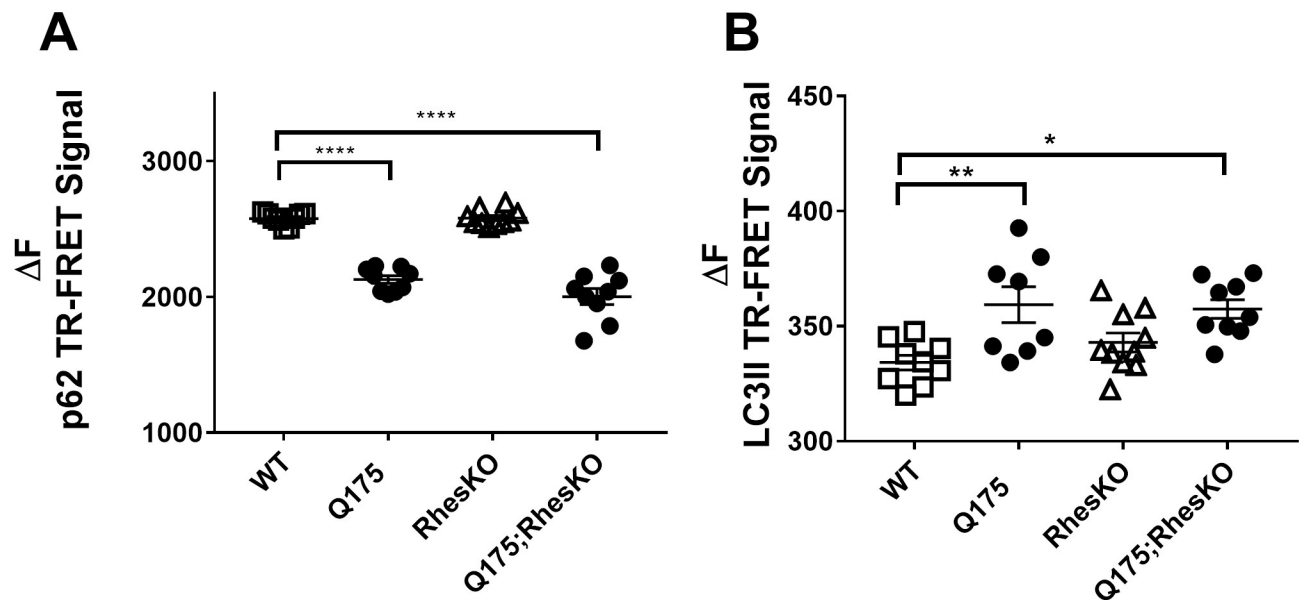 A
ΔF
p62 TR-FRET Signal
3000
2000
1000
****
****
WT
Q175
RhesKO
Q175;RhesKO
B
ΔF
LC3II TR-FRET Signal
450
400
350
300
*
**
WT
Q175
RhesKO
Q175;RhesKO